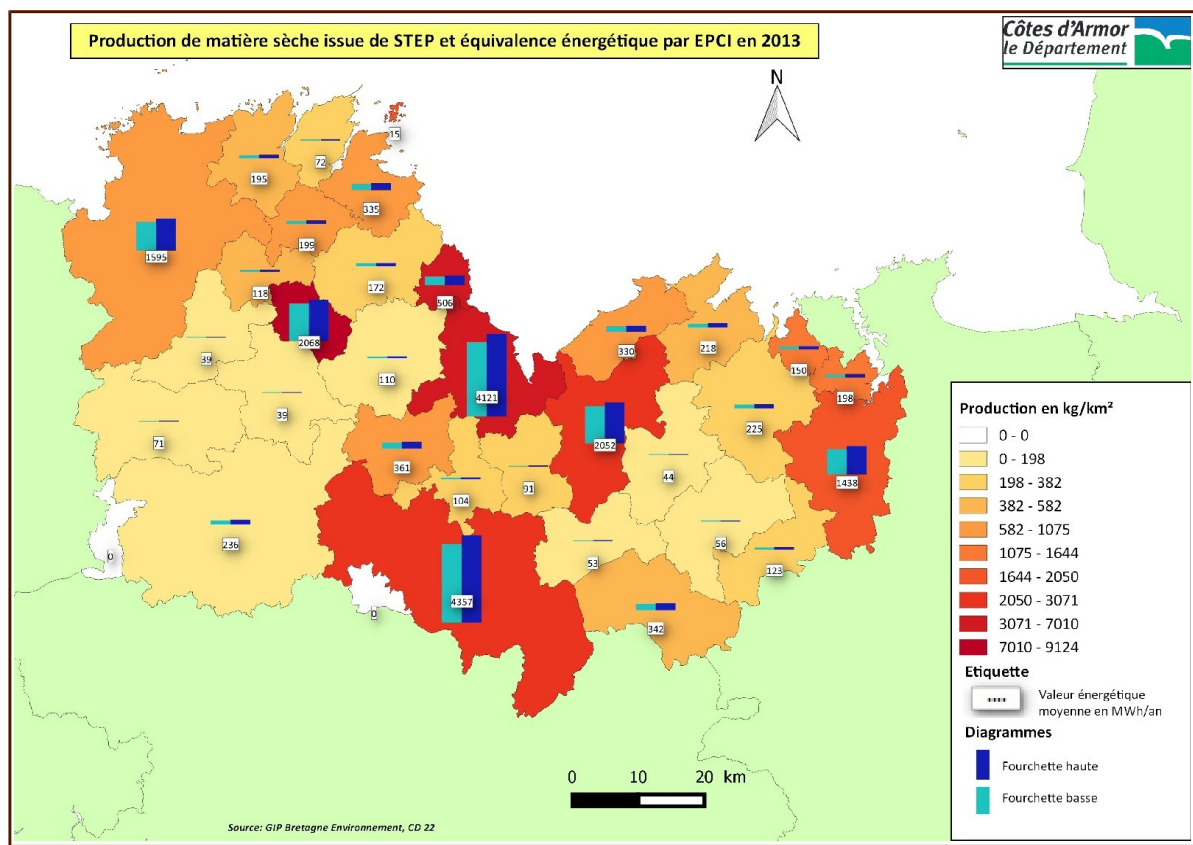 Production de matière sèche issue de STEP et équivalence énergétique par EPCI en 2013
Côtes d'Armor
le Département
N
15
72
195
335
199
1595
118
172
506
2068
39
110
4121
330
218
150
198
39
71
225
2052
361
44
1438
104
91
236
0
56
53
123
4357
0
342
Production en kg/km²
0 - 0
0 - 198
198 - 382
382 - 582
582 - 1075
1075 - 1644
1644 - 2050
2050 - 3071
3071 - 7010
7010 - 9124
Etiquette
Valeur énergétique
moyenne en MWh/an
Diagrammes
Fourchette haute
Fourchette basse
0 10 20 km
Source: GIP Bretagne Environnement, CD 22